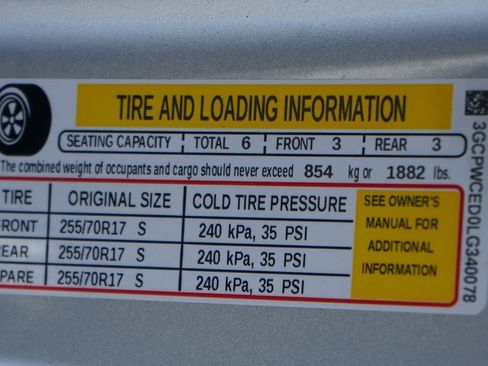 TIRE AND LOADING INFORMATION
SEATING CAPACITY TOTAL 6 FRONT 3 REAR 3
The combined weight of occupants and cargo should never exceed 854 kg or 1882 lbs.
TIRE ORIGINAL SIZE COLD TIRE PRESSURE
FRONT 255/70R17 S 240 kPa, 35 PSI
REAR 255/70R17 S 240 kPa, 35 PSI
SPARE 255/70R17 S 240 kPa, 35 PSI
SEE OWNER'S
MANUAL FOR
ADDITIONAL
INFORMATION
3GCPWCED0LG340078